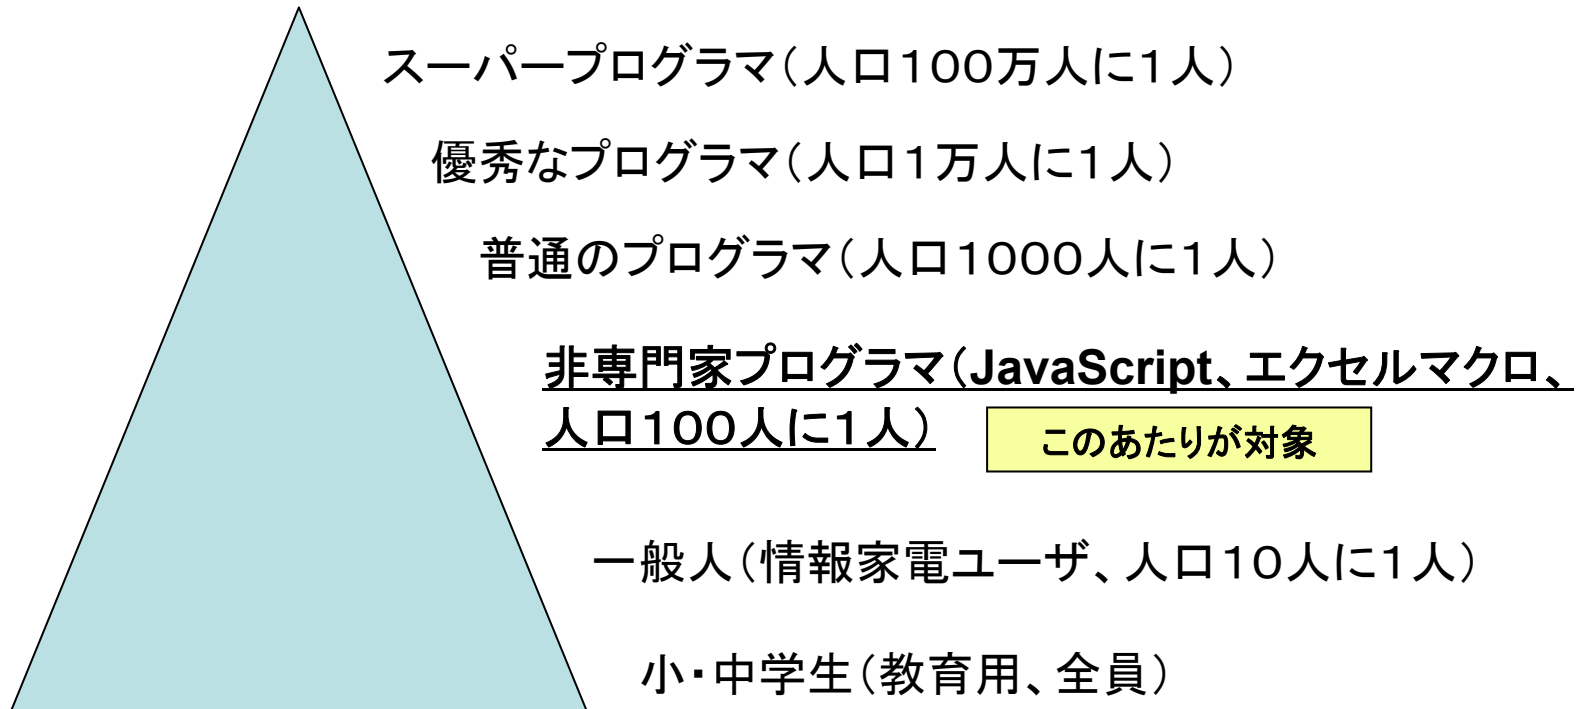 スーパープログラマ（人口１００万人に１人）
優秀なプログラマ（人口１万人に１人）
普通のプログラマ（人口１０００人に１人）
非専門家プログラマ（JavaScript、エクセルマクロ、
人口１００人に１人）
このあたりが対象
一般人（情報家電ユーザ、人口１０人に１人）
小・中学生（教育用、全員）